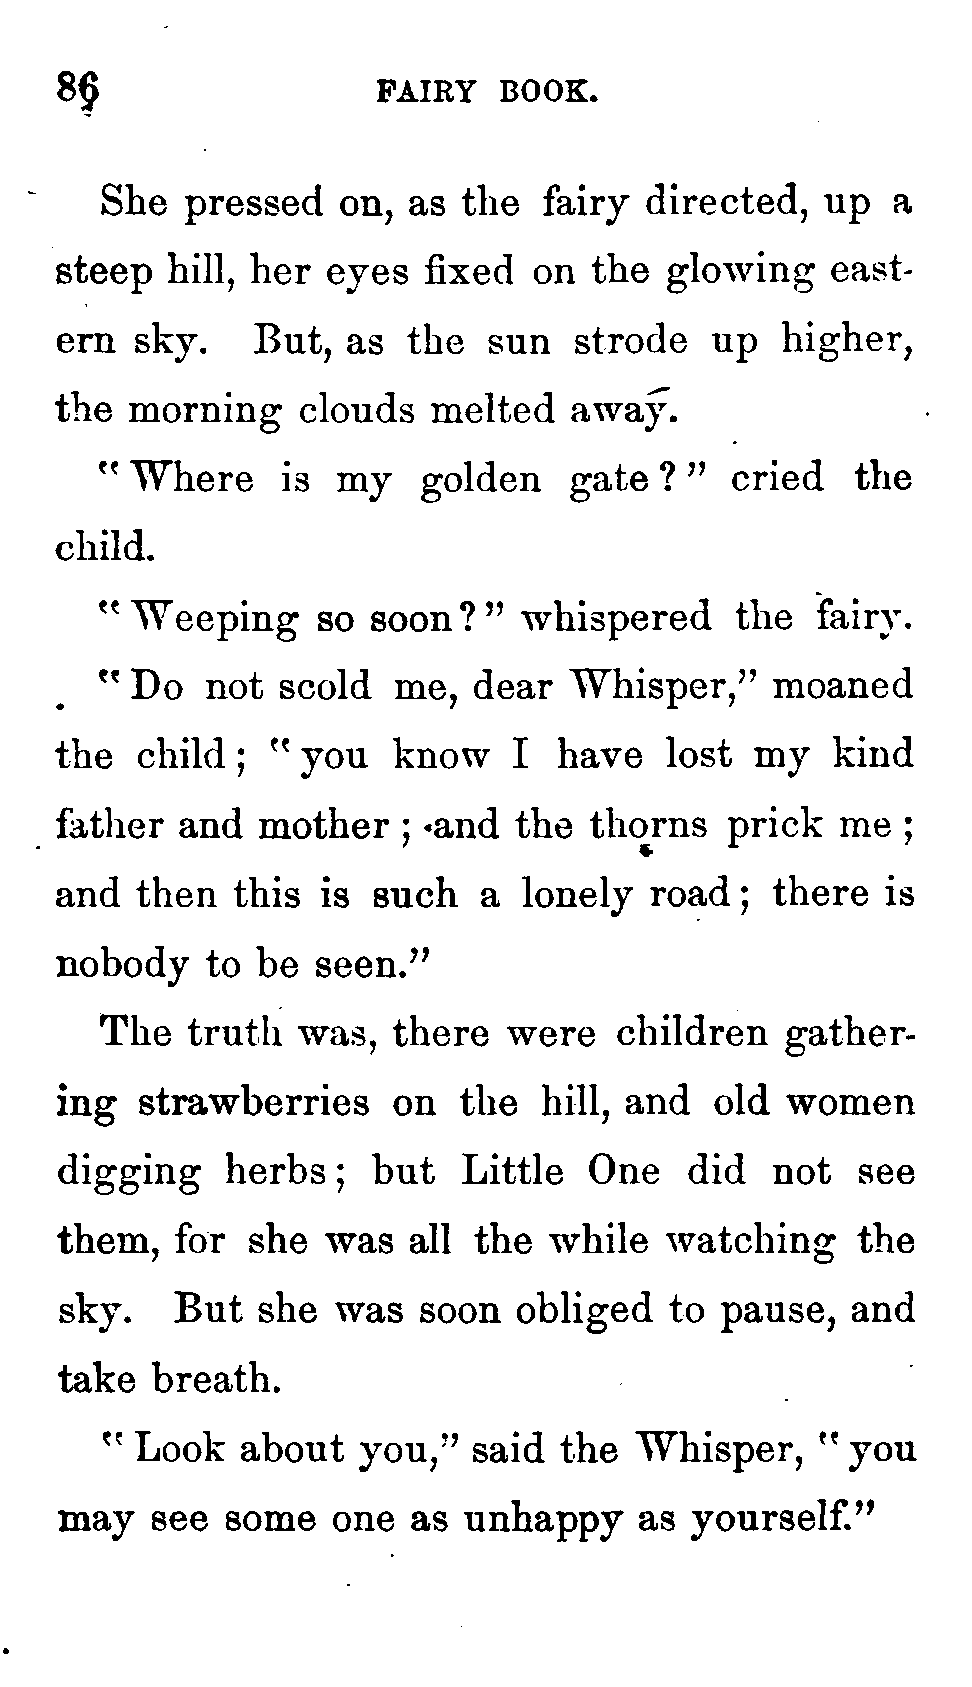 86 FAIRY BOOK.
She pressed on, as the fairy directed, up a
steep hill, her eyes fixed on the glowing east-
ern sky. But, as the sun strode up higher,
the morning clouds melted away.
"Where is my golden gate?" cried the
child.
"Weeping so soon?" whispered the fairy.
"Do not scold me, dear Whisper," moaned
the child; "you know I have lost my kind
father and mother; and the thorns prick me;
and then this is such a lonely road; there is
nobody to be seen."
The truth was, there were children gather-
ing strawberries on the hill, and old women
digging herbs; but Little One did not see
them, for she was all the while watching the
sky. But she was soon obliged to pause, and
take breath.
"Look about you," said the Whisper, "you
may see some one as unhappy as yourself."